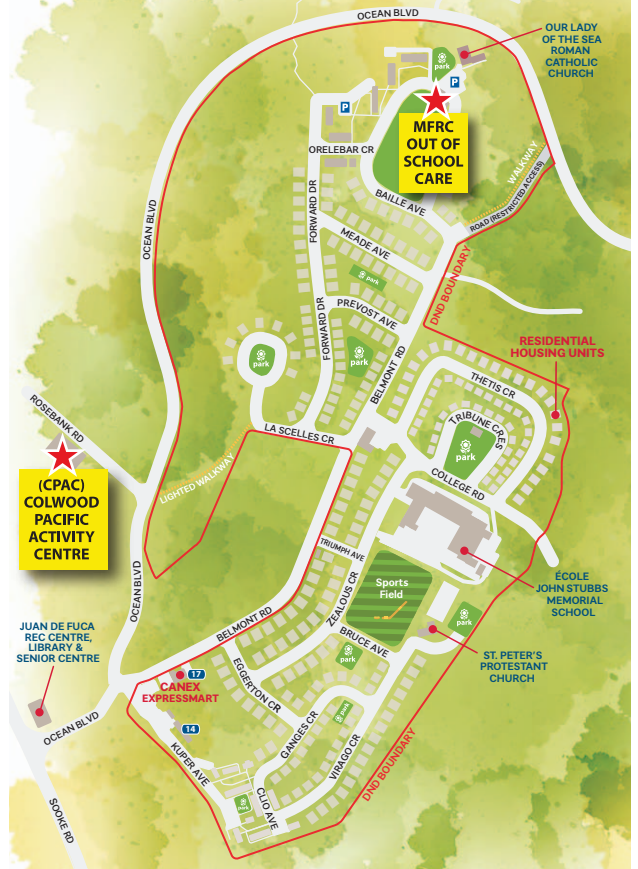 OCEAN BLVD
OUR LADY
OF THE SEA
ROMAN
CATHOLIC
CHURCH
park
P
P
MFRC
OUT OF
SCHOOL
CARE
ORELEBAR CR
WALKWAY
ROAD (RESTRICTED ACCESS)
BAILLE AVE
FORWARD DR
OCEAN BLVD
MEADE AVE
DND BOUNDARY
park
PREVOST AVE
FORWARD DR
park
park
BELMONT RD
RESIDENTIAL
HOUSING UNITS
THETIS CR
ROSEBANK RD
TRIBUNE CRES
LA SCELLES CR
park
LIGHTED WALKWAY
COLLEGE RD
(CPAC)
COLWOOD
PACIFIC
ACTIVITY
CENTRE
TRIUMPH AVE
OCEAN BLVD
Sports
Field
ZEALOUS CR
ÉCOLE
JOHN STUBBS
MEMORIAL
SCHOOL
BELMONT RD
park
JUAN DE FUCA
REC CENTRE,
LIBRARY &
SENIOR CENTRE
BRUCE AVE
park
ST. PETER'S
PROTESTANT
CHURCH
17
CANEX
EXPRESSMART
EGGERTON CR
park
OCEAN BLVD
14
GANGES CR
VIRAGO CR
KUPER AVE
DND BOUNDARY
park
CLIO AVE
SOOKE RD